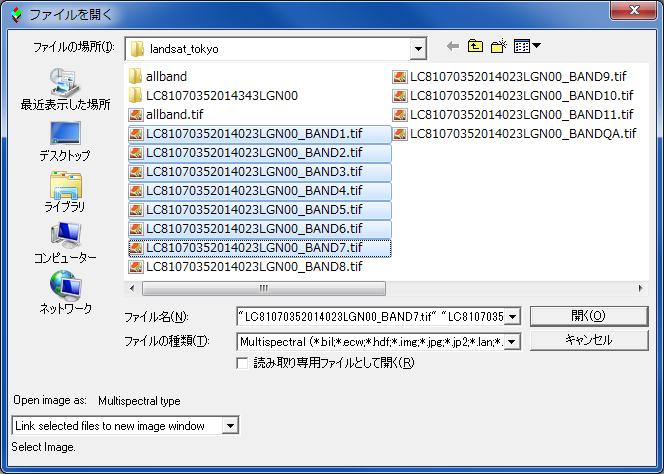 ファイルを開く
ファイルの場所(I):
landsat_tokyo
最近表示した場所
デスクトップ
ライブラリ
コンピューター
ネットワーク
allband
LC81070352014343LGN00
allband.tif
LC81070352014023LGN00_BAND1.tif
LC81070352014023LGN00_BAND2.tif
LC81070352014023LGN00_BAND3.tif
LC81070352014023LGN00_BAND4.tif
LC81070352014023LGN00_BAND5.tif
LC81070352014023LGN00_BAND6.tif
LC81070352014023LGN00_BAND7.tif
LC81070352014023LGN00_BAND8.tif
LC81070352014023LGN00_BAND9.tif
LC81070352014023LGN00_BAND10.tif
LC81070352014023LGN00_BAND11.tif
LC81070352014023LGN00_BANDQA.tif
ファイル名(N):
"LC81070352014023LGN00_BAND7.tif" "LC8107035
開く(O)
ファイルの種類(T):
Multispectral (*.bil;*.ecw;*.hdf;*.img;*.jpg;*.jp2;*.lan;*.
キャンセル
読み取り専用ファイルとして開く(R)
Open image as: Multispectral type
Link selected files to new image window
Select Image.